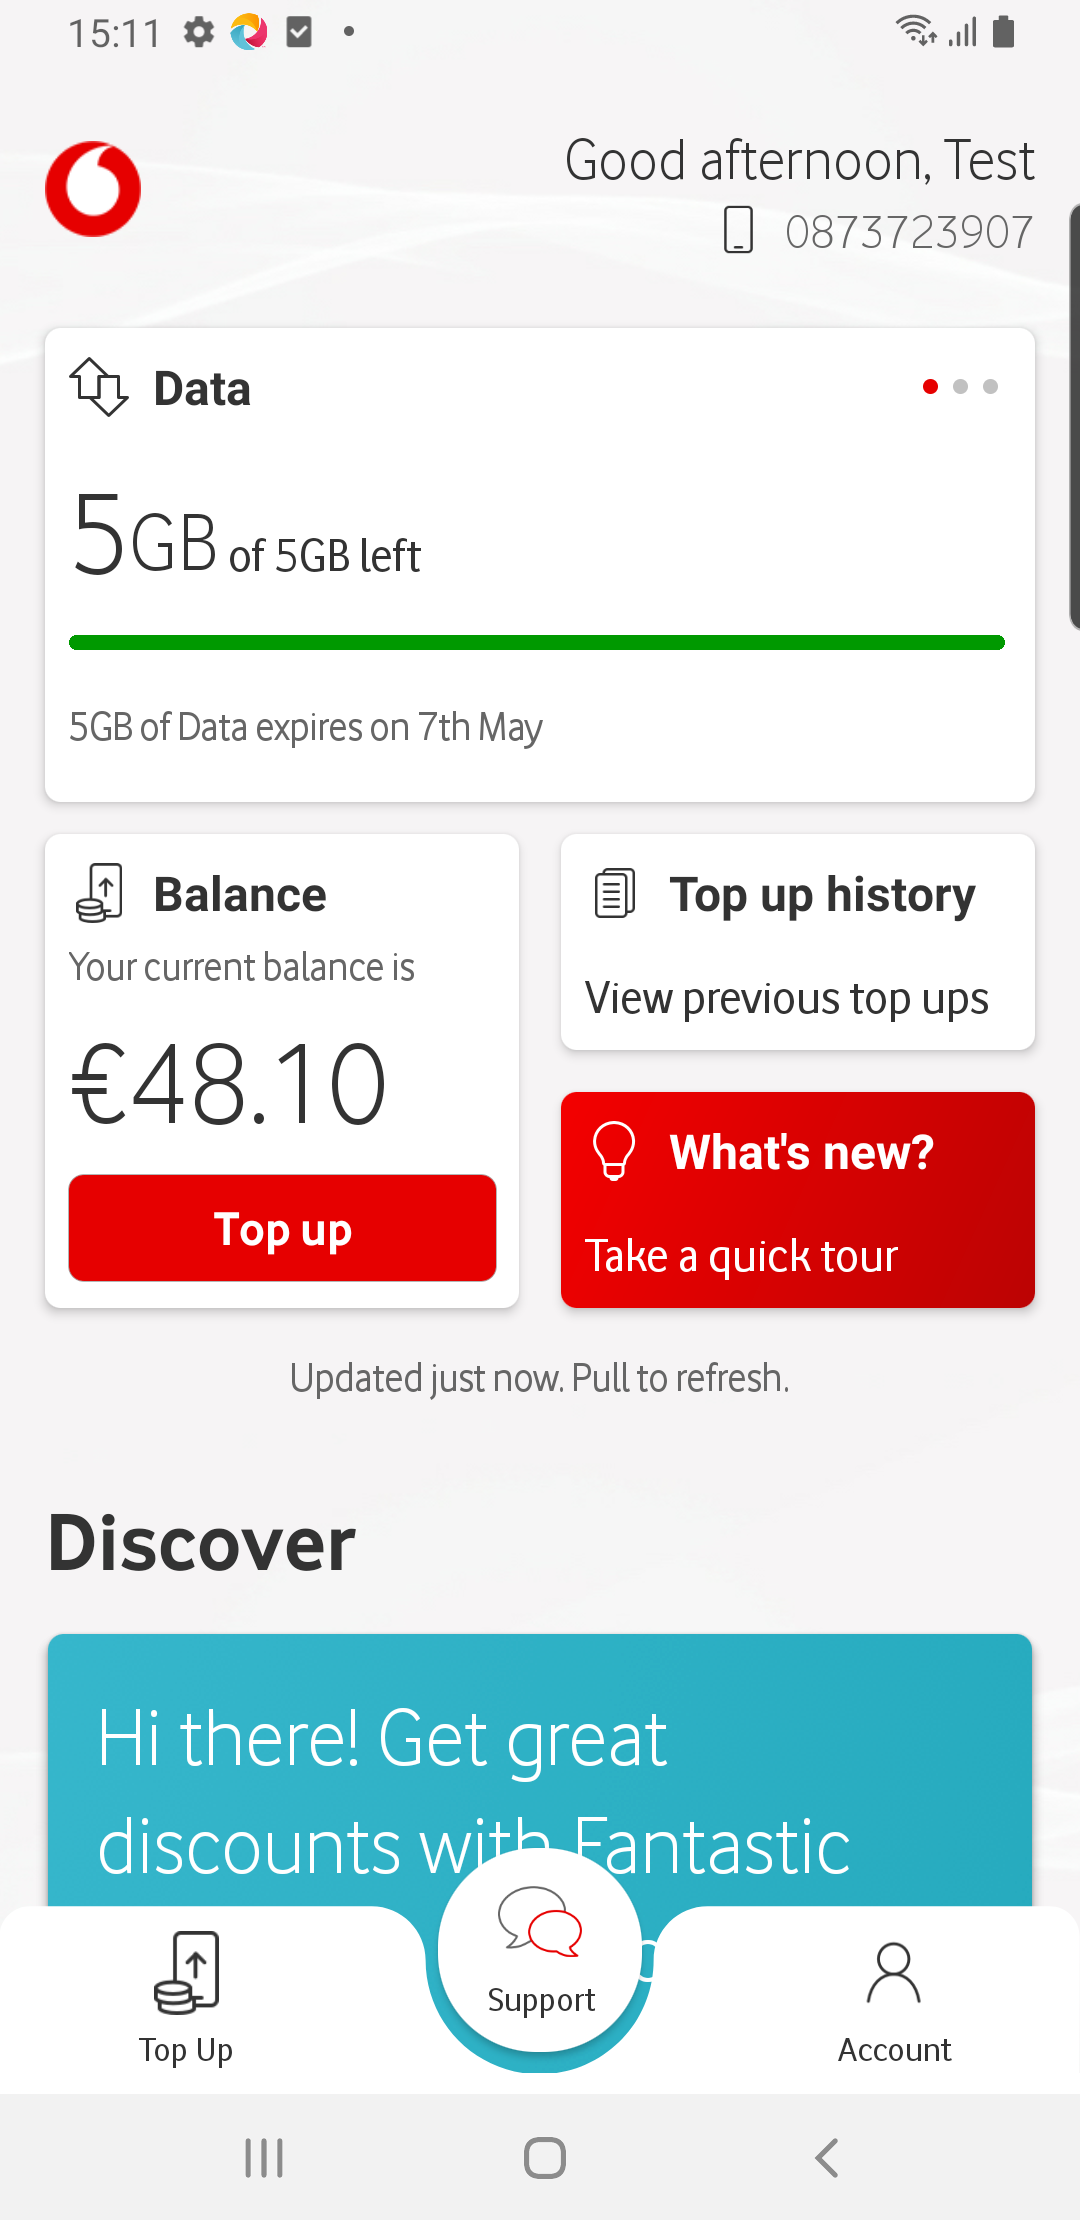 15:11
Good afternoon, Test
0873723907
Data
5GB of 5GB left
5GB of Data expires on 7th May
Balance
Your current balance is
€48.10
Top up
Top up history
View previous top ups
What's new?
Take a quick tour
Updated just now. Pull to refresh.
Discover
Hi there! Get great
discounts with Fantastic
Top Up
Support
Account